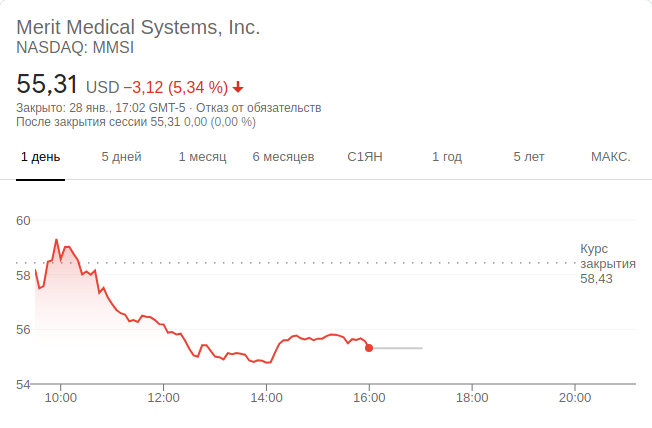 Merit Medical Systems, Inc.
NASDAQ: MMSI
55,31 USD −3,12 (5,34 %)
Закрыто: 28 янв., 17:02 GMT-5 · Отказ от обязательств
После закрытия сессии 55,31 0,00 (0,00 %)
1 день 5 дней 1 месяц 6 месяцев С1ЯН 1 год 5 лет МАКС.
60
Курс
закрытия
58,43
58
56
54
10:00 12:00 14:00 16:00 18:00 20:00